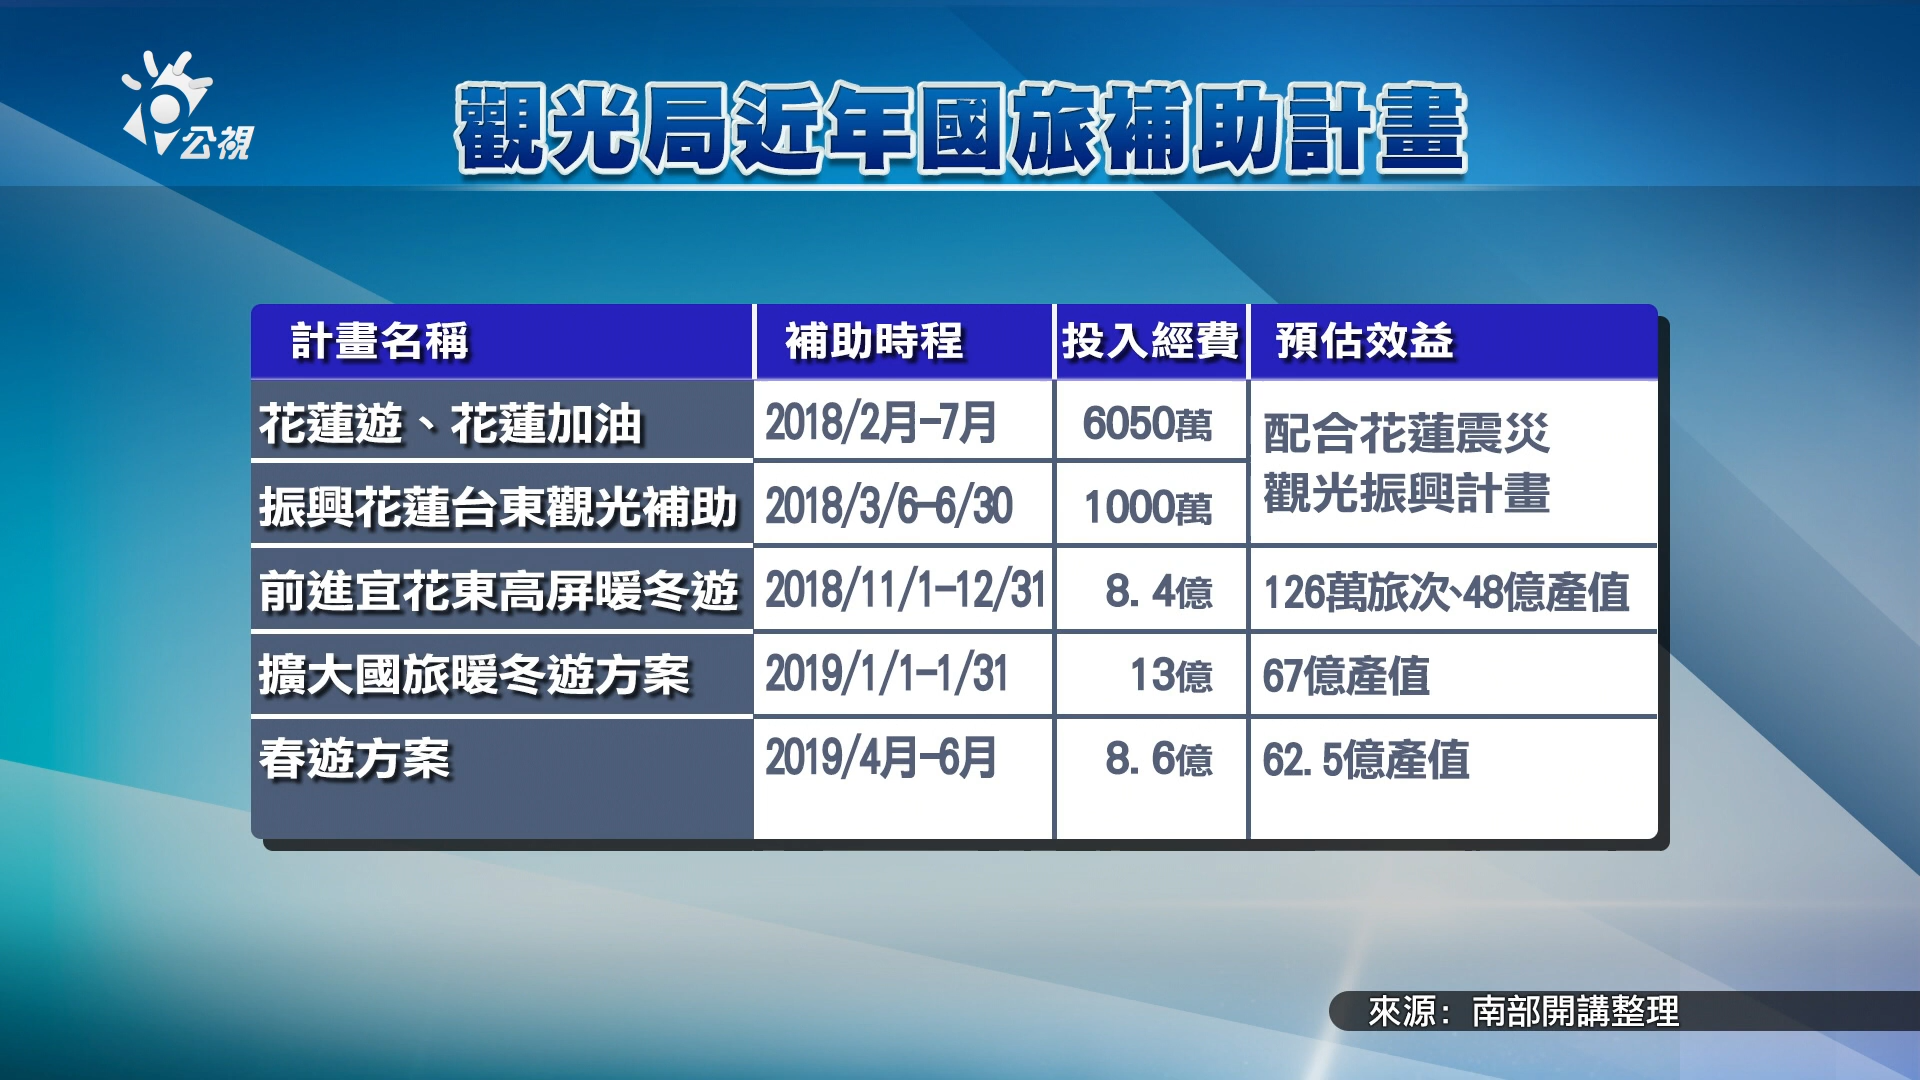 公視
觀光局近年國旅補助計畫
計畫名稱 補助時程 投入經費 預估效益
花蓮遊、花蓮加油 2018/2月-7月 6050萬 配合花蓮震災
觀光振興計畫
振興花蓮台東觀光補助 2018/3/6-6/30 1000萬
前進宜花東高屏暖冬遊 2018/11/1-12/31 8.4億 126萬旅次、48億產值
擴大國旅暖冬遊方案 2019/1/1-1/31 13億 67億產值
春遊方案 2019/4月-6月 8.6億 62.5億產值
來源：南部開講整理